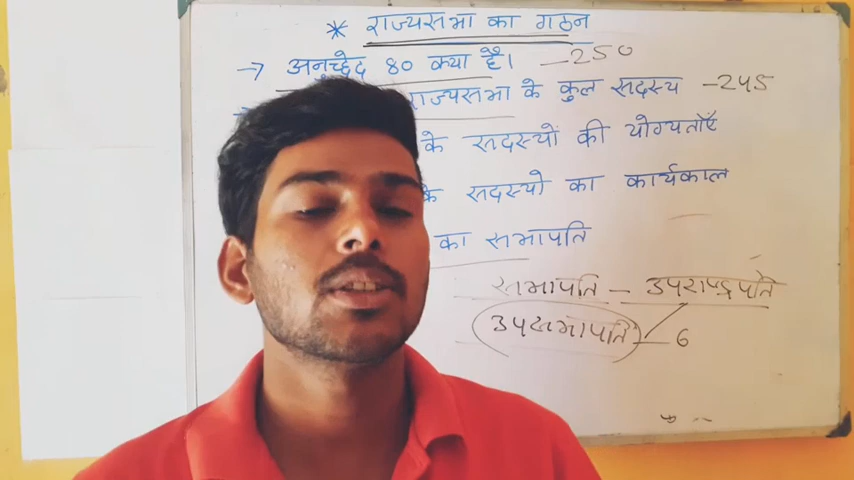 * राज्यसभा का गठन
→ अनुच्छेद 80 क्या है। - 250
राज्यसभा के कुल सदस्य - 245
के सदस्यों की योग्यताएँ
के सदस्यो का कार्यकाल
का सभापति
सभापति - उपराष्ट्रपति
उपसभापति - 6